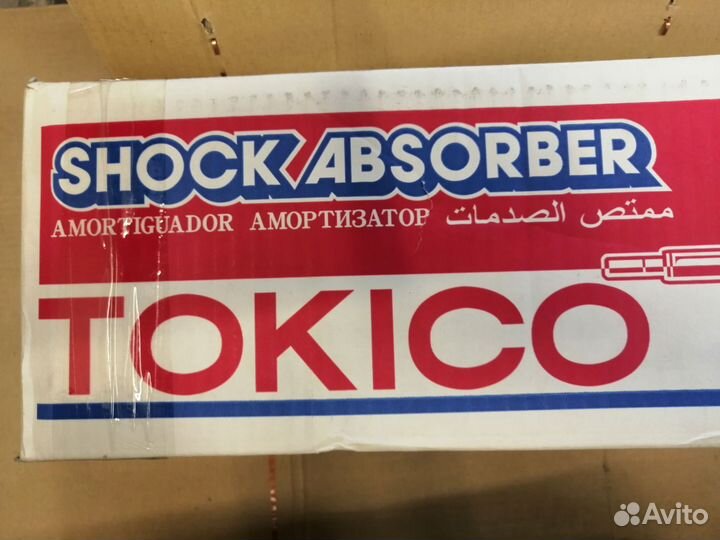 SHOCK ABSORBER
AMORTIGUADOR АМОРТИЗАТОР ممتص الصدمات
TOKICO
Avito